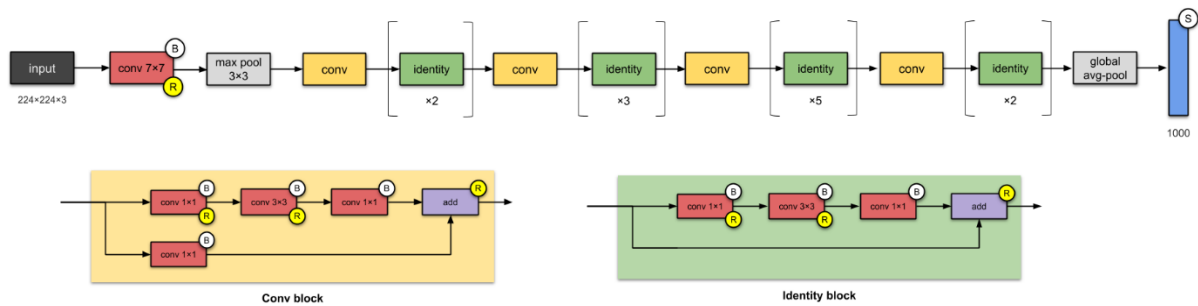 input
224×224×3
conv 7×7
B
R
max pool
3×3
conv
identity
×2
conv
identity
×3
conv
identity
×5
conv
identity
×2
global
avg-pool
S
1000
conv 1×1
B
R
conv 3×3
B
R
conv 1×1
B
add
R
conv 1×1
B
Conv block
conv 1×1
B
R
conv 3×3
B
R
conv 1×1
B
add
R
Identity block